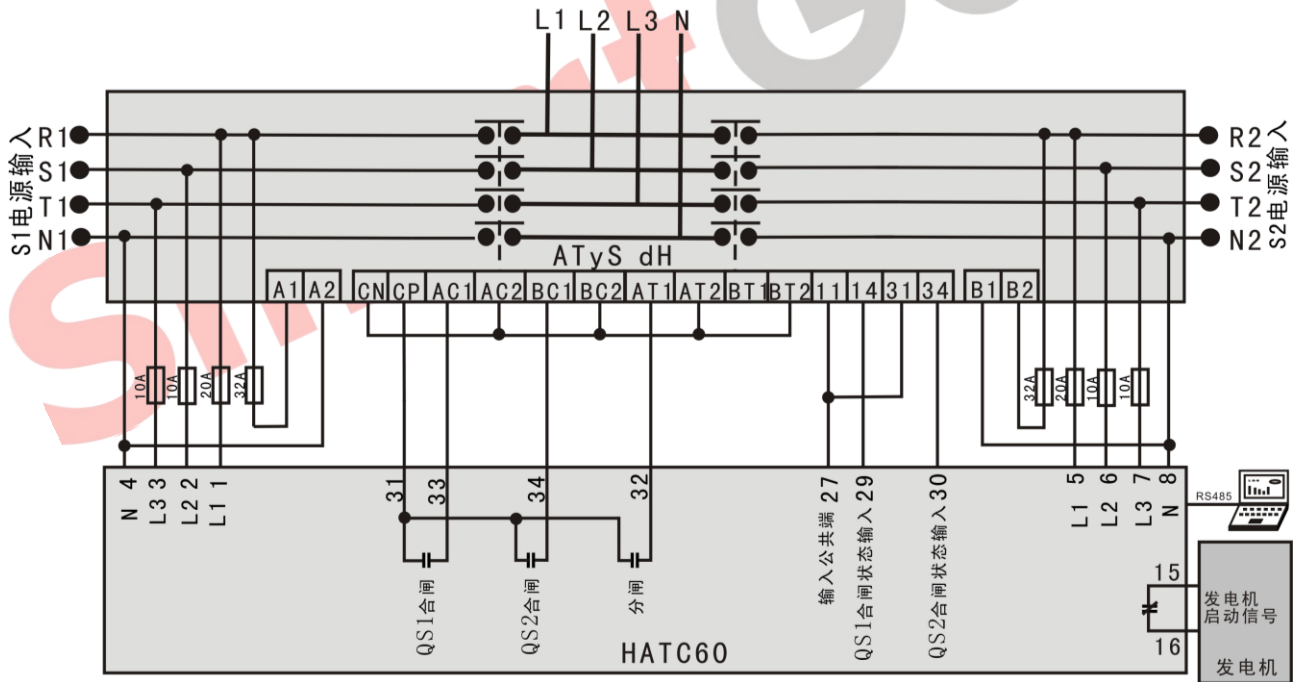 SmartGe
L1 L2 L3 N
S1电源输入
R1
S1
T1
N1
R2
S2
T2
N2
S2电源输入
ATyS dH
A1 A2 CN CP AC1 AC2 BC1 BC2 AT1 AT2 BT1 BT2 11 14 31 34 B1 B2
10A 10A 20A 32A
32A 20A 10A 10A
N 4
L3 3
L2 2
L1 1
31 33 34 32
输入公共端 27
QS1合闸状态输入 29
QS2合闸状态输入 30
L1 5
L2 6
L3 7
N 8
RS485
QS1合闸
QS2合闸
分闸
15
16
发电机
启动信号
发电机
HATC60